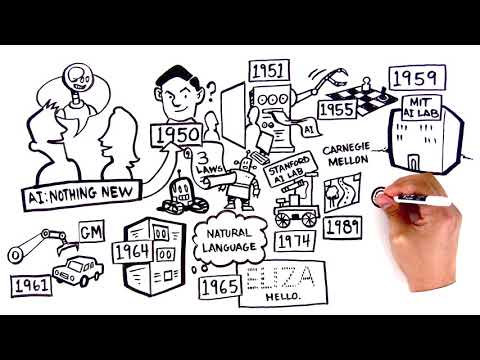 AI: NOTHING NEW
1950
?
3
LAWS
1951
AI
1955
1959
MIT
AI LAB
CARNEGIE
MELLON
STANFORD
AI LAB
1974
1989
GM
1961
1964
NATURAL
LANGUAGE
1965
ELIZA
HELLO.